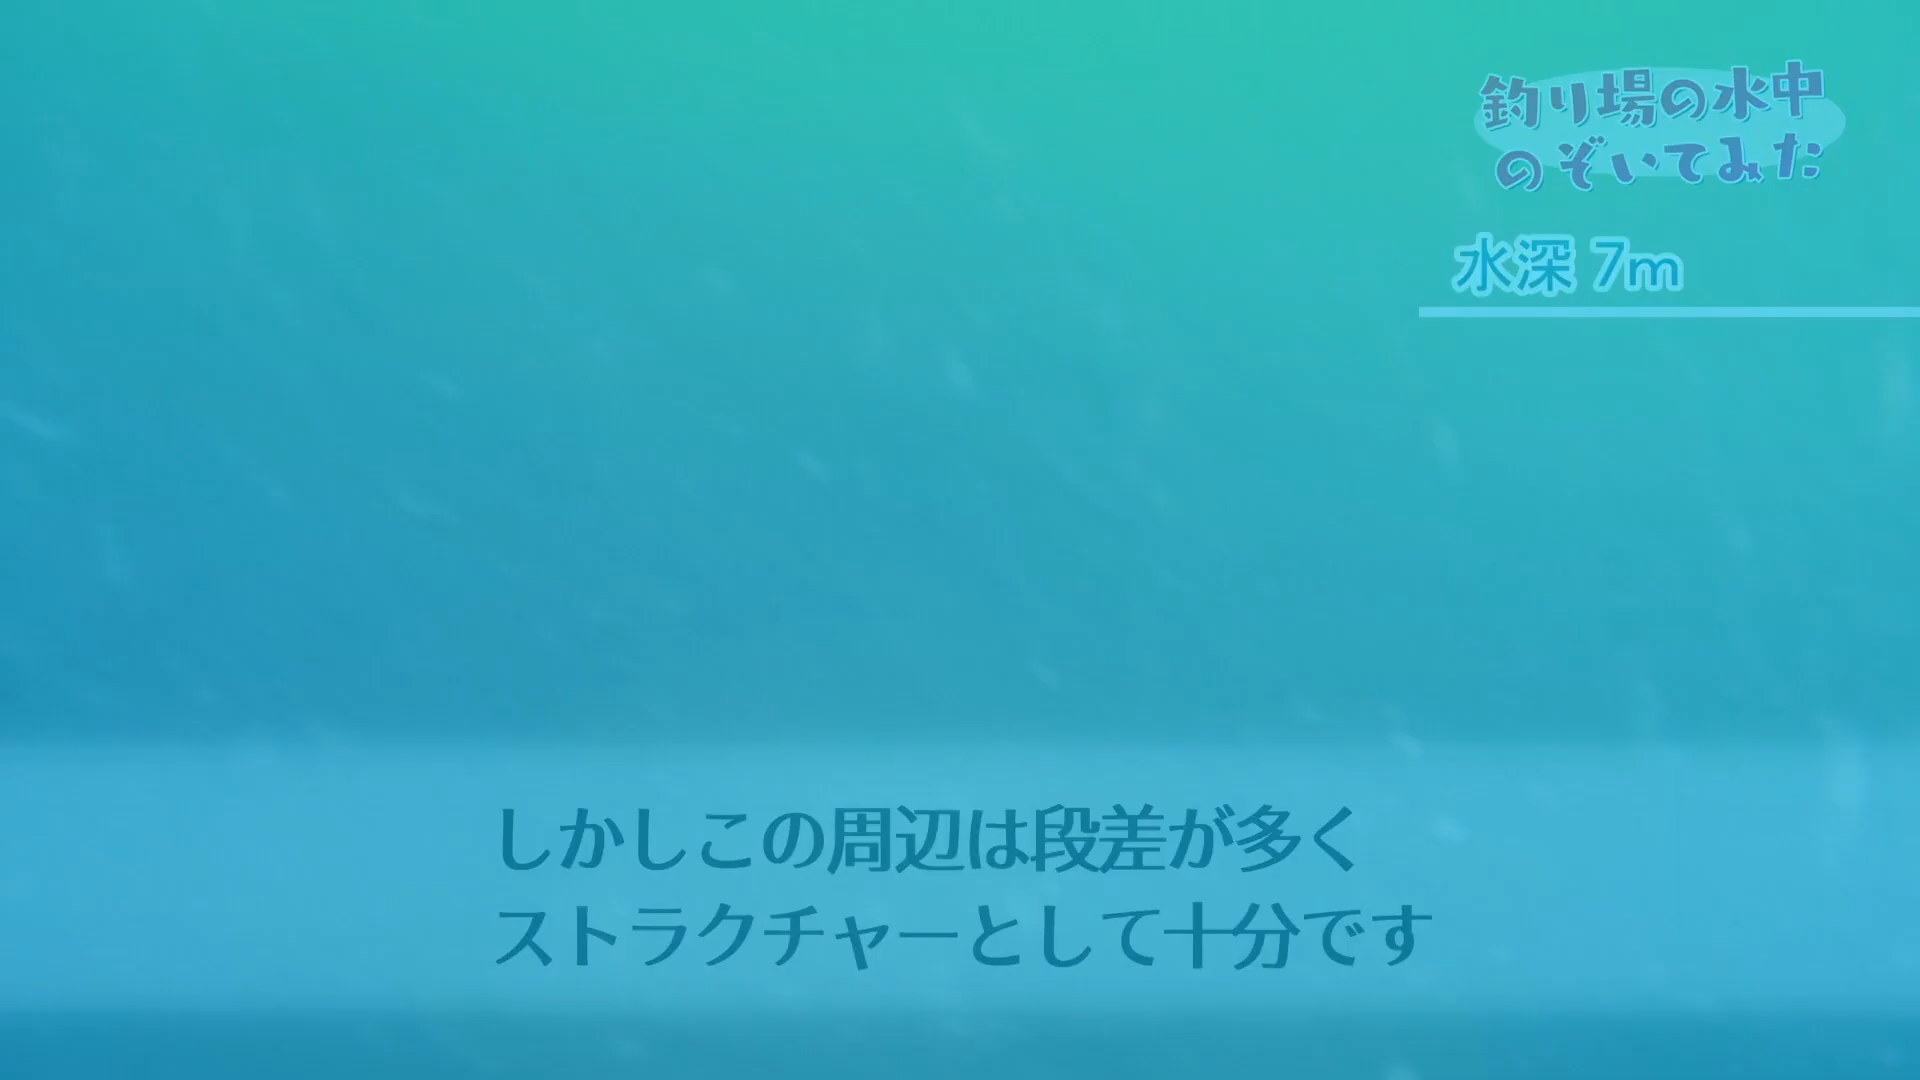 釣り場の水中
のぞいてみた
水深 7m
しかしこの周辺は段差が多く
ストラクチャーとして十分です